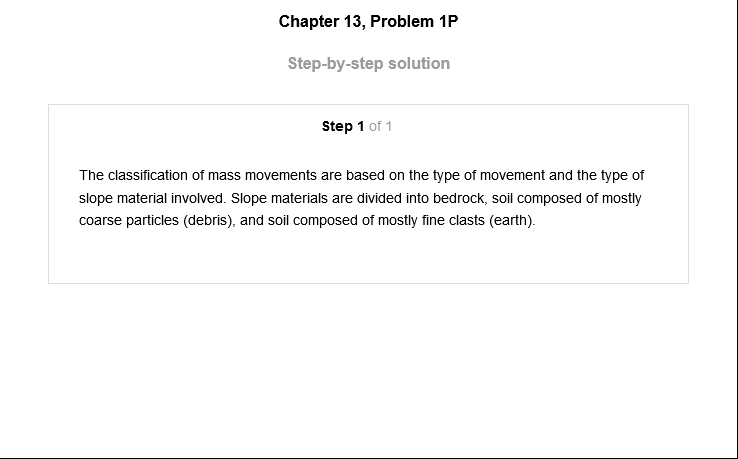 Chapter 13, Problem 1P
Step-by-step solution
Step 1 of 1
The classification of mass movements are based on the type of movement and the type of
slope material involved. Slope materials are divided into bedrock, soil composed of mostly
coarse particles (debris), and soil composed of mostly fine clasts (earth).